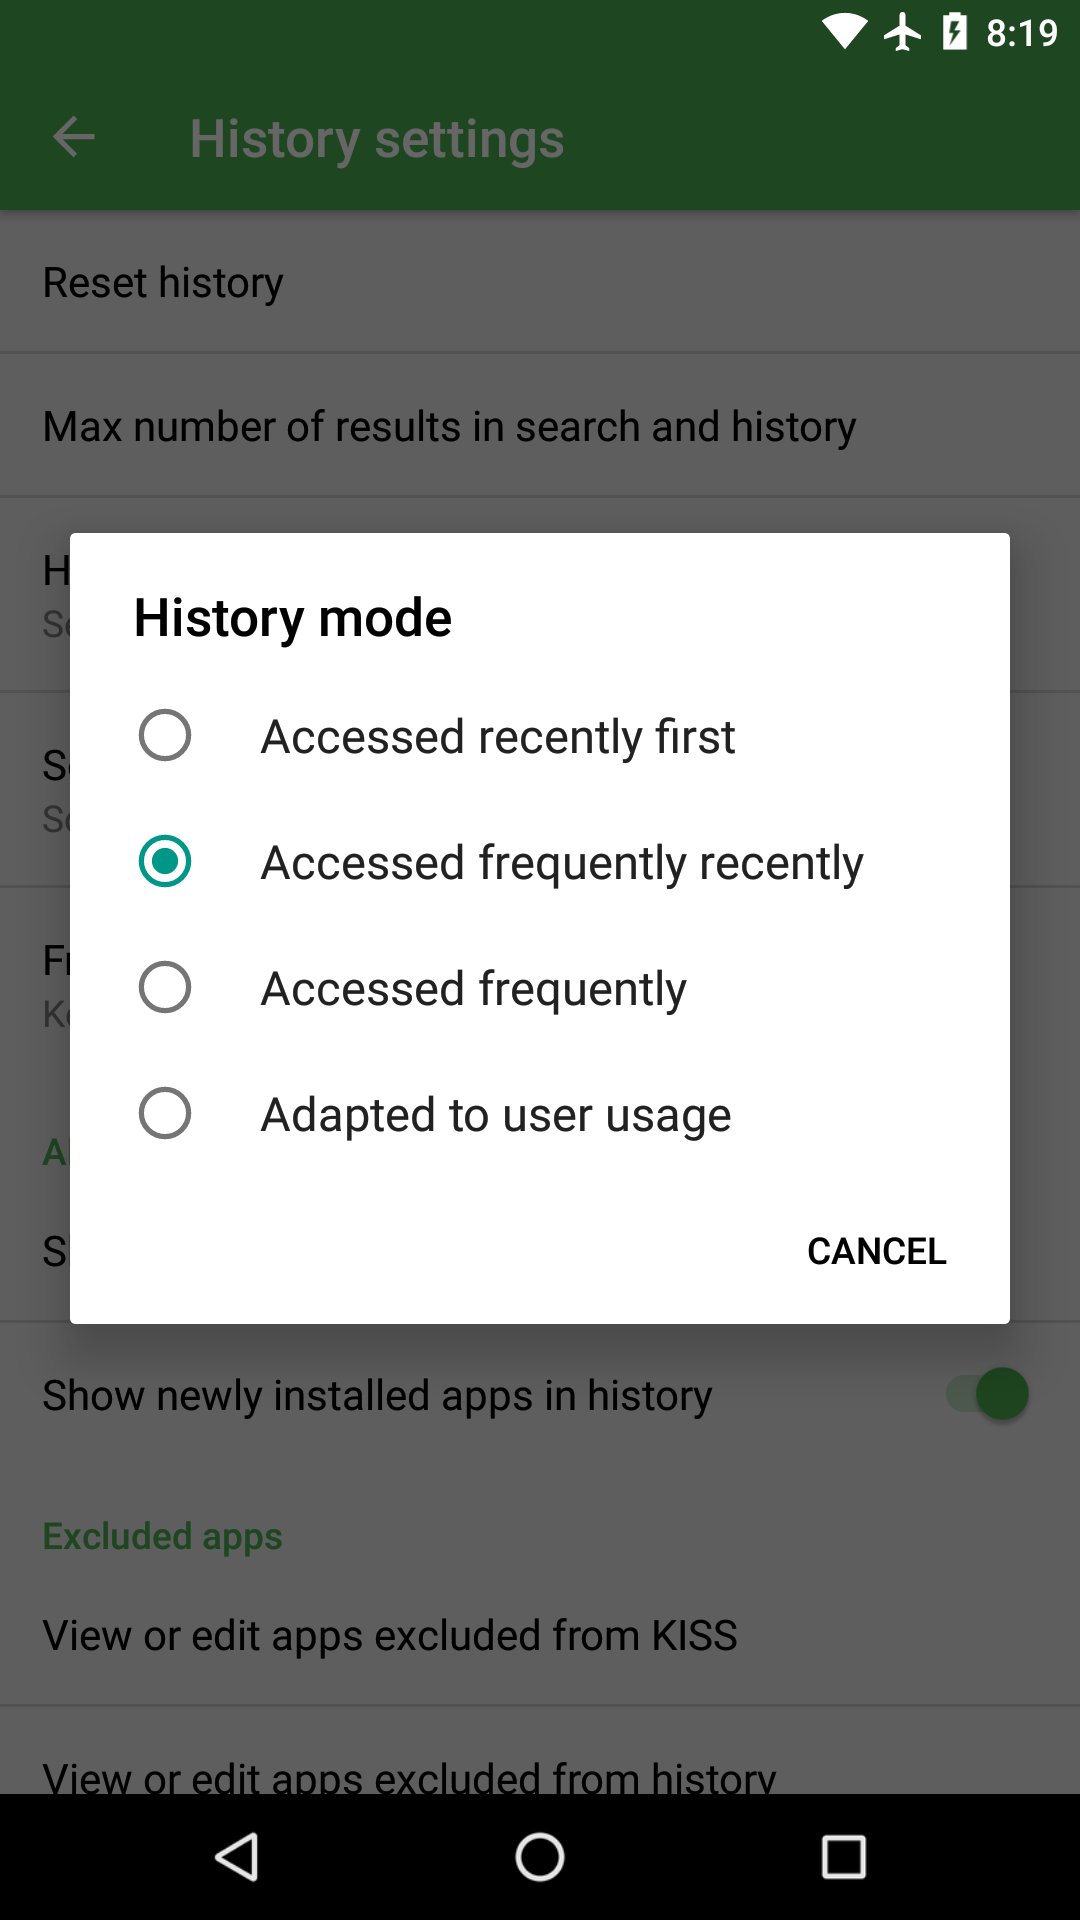 8:19
History settings
Reset history
Max number of results in search and history
History mode
Accessed recently first
Accessed frequently recently
Accessed frequently
Adapted to user usage
CANCEL
Show newly installed apps in history
Excluded apps
View or edit apps excluded from KISS
View or edit apps excluded from history